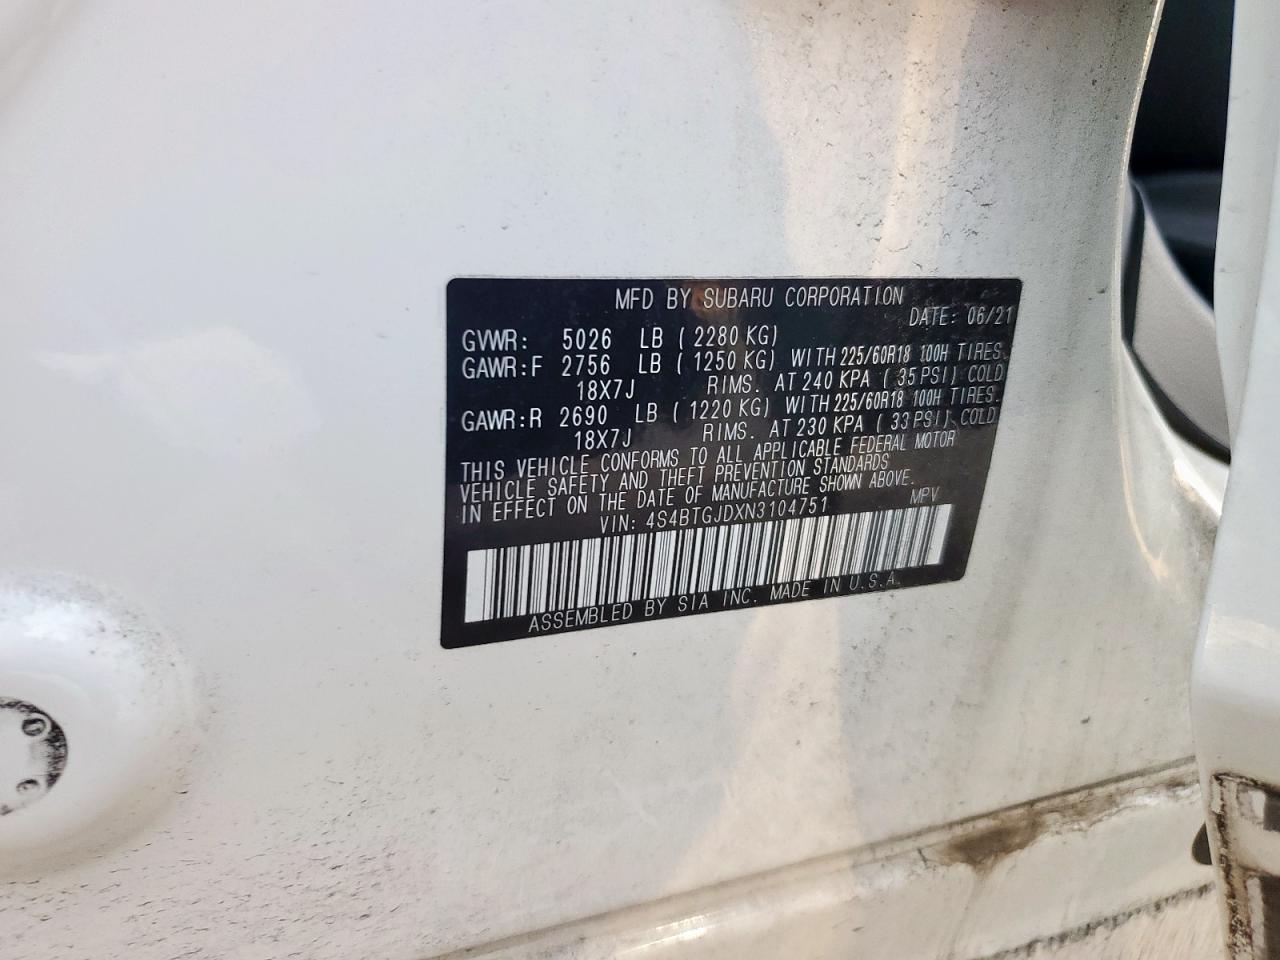 MFD BY SUBARU CORPORATION
DATE: 06/21
GVWR: 5026 LB ( 2280 KG)
GAWR:F 2756 LB ( 1250 KG) WITH 225/60R18 100H TIRES.
18X7J RIMS. AT 240 KPA ( 35 PSI) COLD
GAWR:R 2690 LB ( 1220 KG) WITH 225/60R18 100H TIRES.
18X7J RIMS. AT 230 KPA ( 33 PSI) COLD
THIS VEHICLE CONFORMS TO ALL APPLICABLE FEDERAL MOTOR
VEHICLE SAFETY AND THEFT PREVENTION STANDARDS
IN EFFECT ON THE DATE OF MANUFACTURE SHOWN ABOVE.
VIN: 4S4BTGJDXN3104751 MPV
ASSEMBLED BY SIA INC. MADE IN U.S.A.